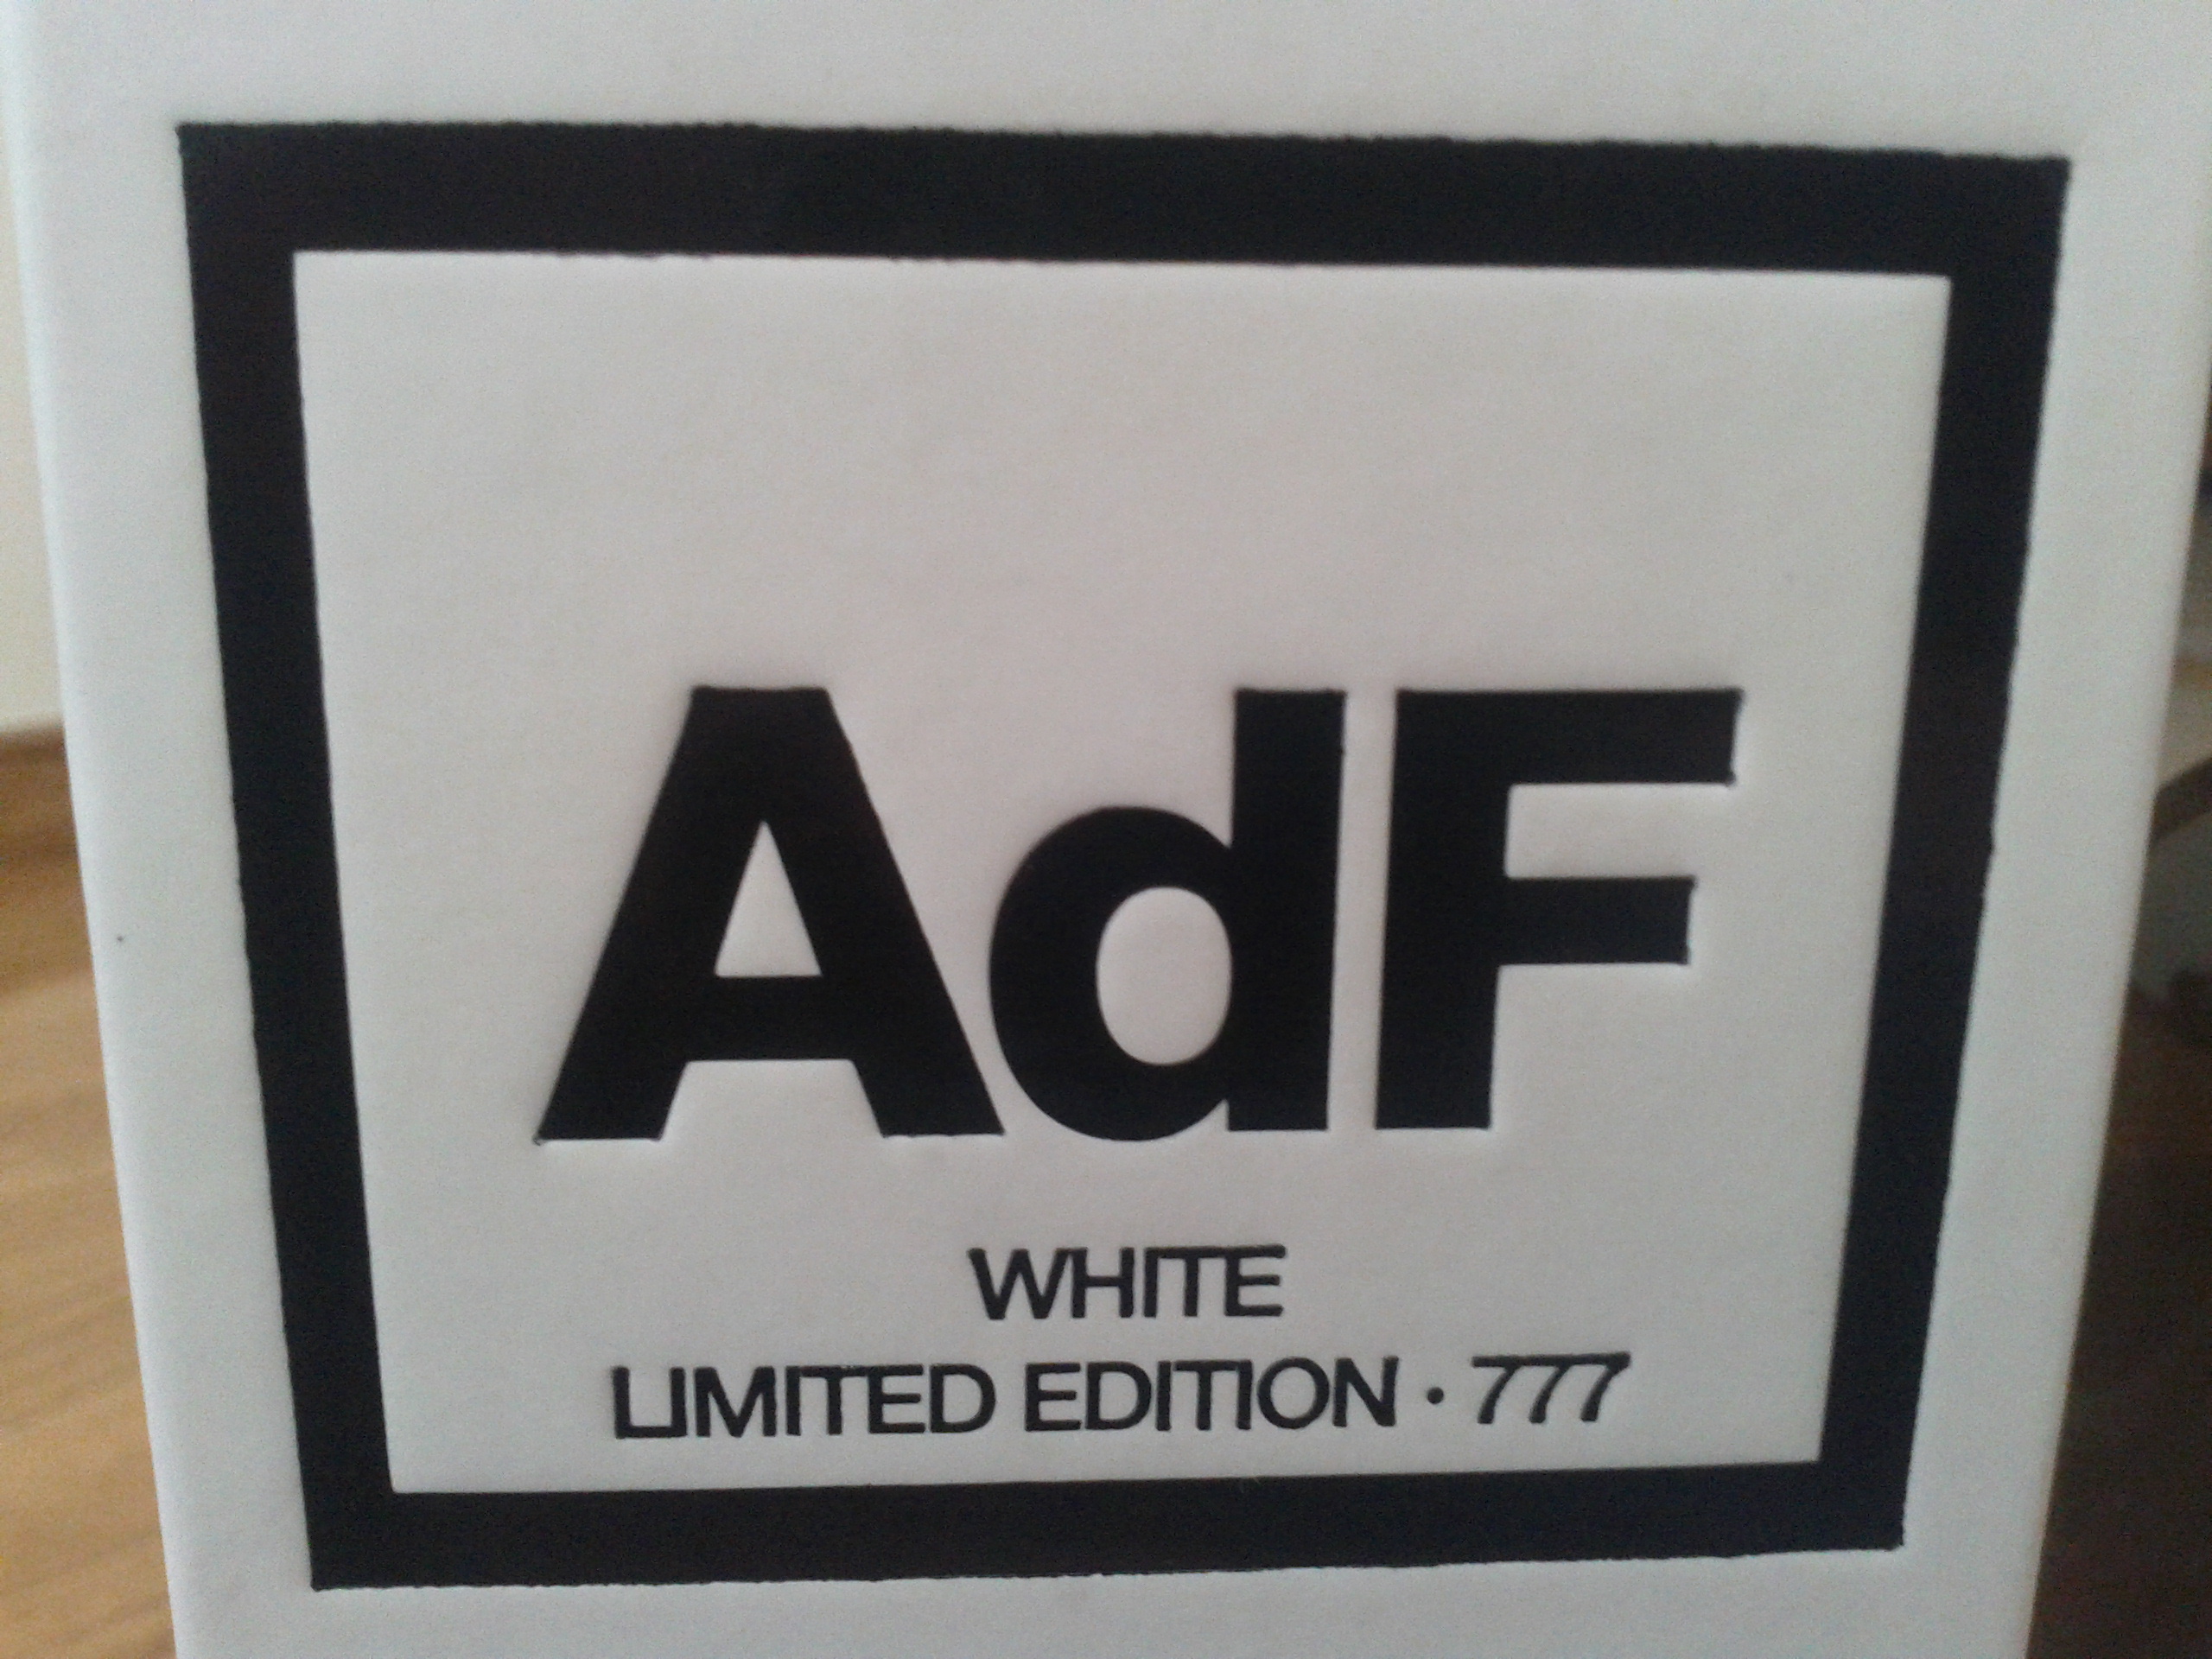 AdF
WHITE
LIMITED EDITION · 777